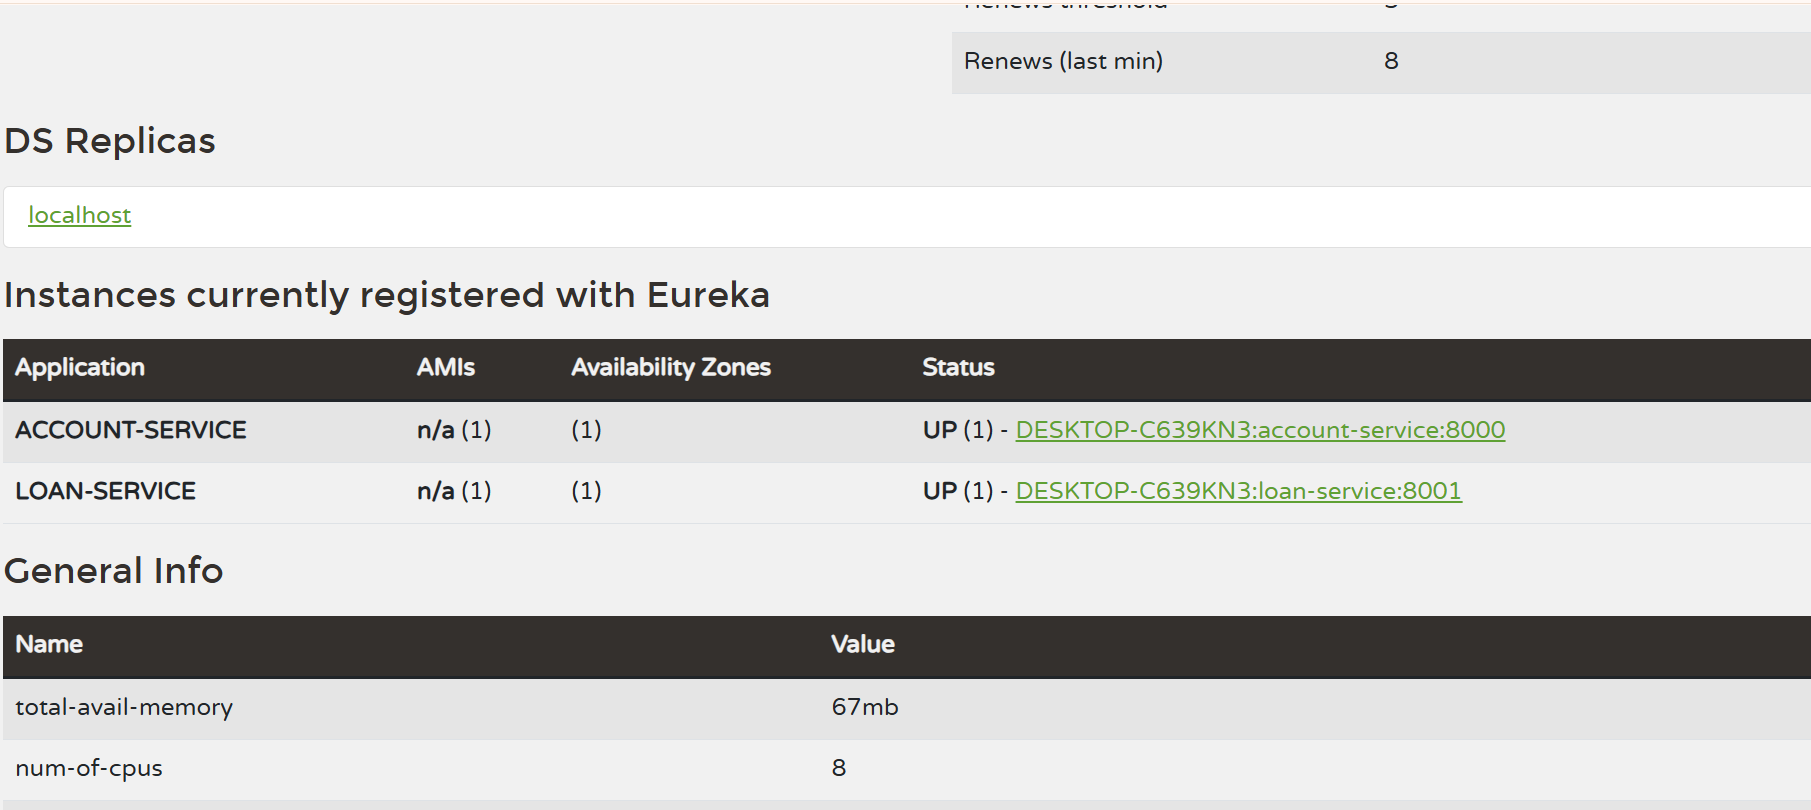 Renews threshold
Renews (last min) 8
DS Replicas
localhost
Instances currently registered with Eureka
Application AMIs Availability Zones Status
ACCOUNT-SERVICE n/a (1) (1) UP (1) - DESKTOP-C639KN3:account-service:8000
LOAN-SERVICE n/a (1) (1) UP (1) - DESKTOP-C639KN3:loan-service:8001
General Info
Name Value
total-avail-memory 67mb
num-of-cpus 8